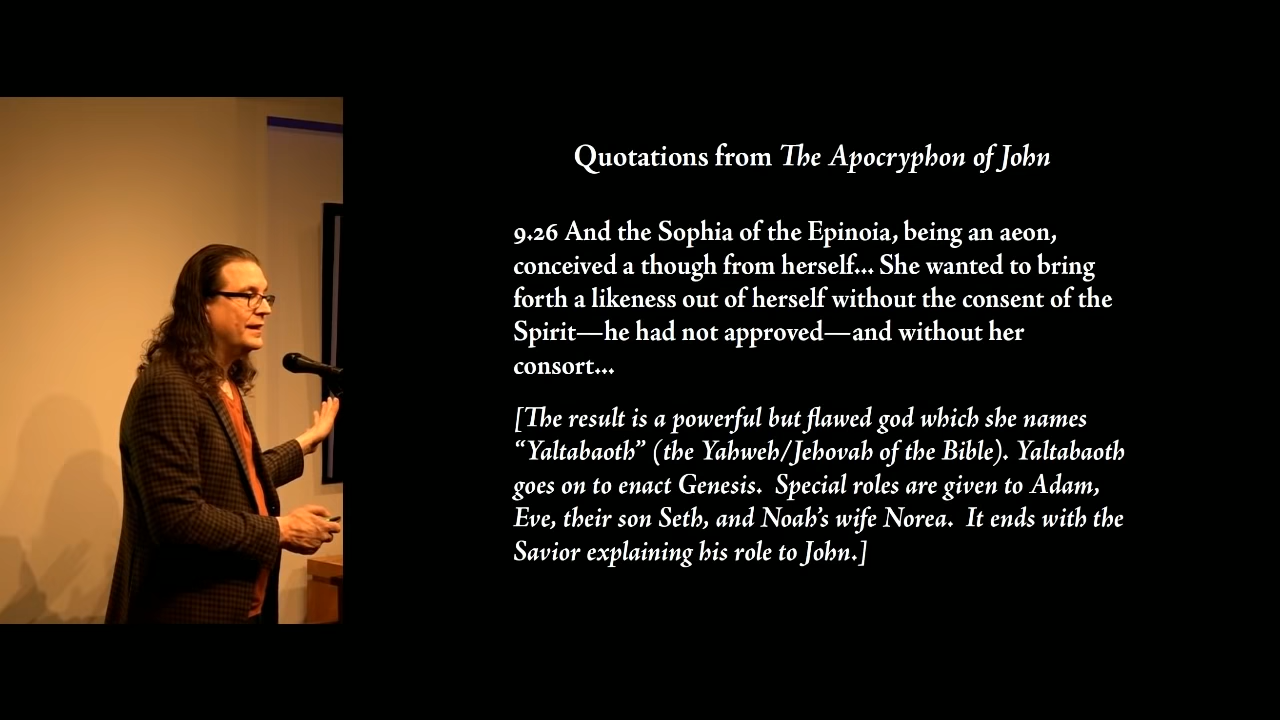 Quotations from The Apocryphon of John
9.26 And the Sophia of the Epinoia, being an aeon,
conceived a though from herself... She wanted to bring
forth a likeness out of herself without the consent of the
Spirit—he had not approved—and without her
consort...
[The result is a powerful but flawed god which she names
“Yaltabaoth” (the Yahweh/Jehovah of the Bible). Yaltabaoth
goes on to enact Genesis.  Special roles are given to Adam,
Eve, their son Seth, and Noah’s wife Norea.  It ends with the
Savior explaining his role to John.]